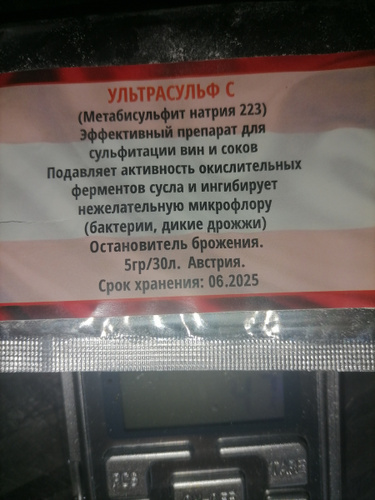 УЛЬТРАСУЛЬФ С
(Метабисульфит натрия 223)
Эффективный препарат для
сульфитации вин и соков
Подавляет активность окислительных
ферментов сусла и ингибирует
нежелательную микрофлору
(бактерии, дикие дрожжи)
Остановитель брожения.
5гр/30л. Австрия.
Срок хранения: 06.2025
PCS